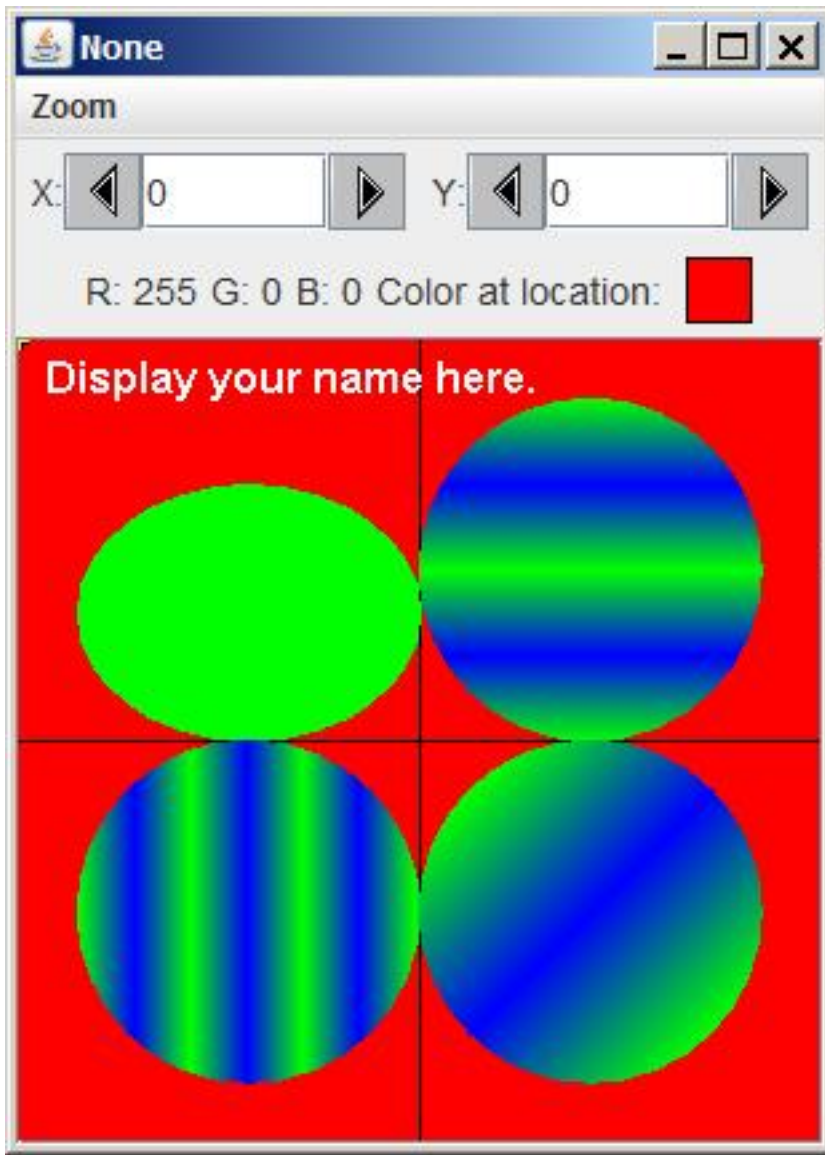 None
Zoom
X: 0 Y: 0
R: 255 G: 0 B: 0 Color at location:
Display your name here.